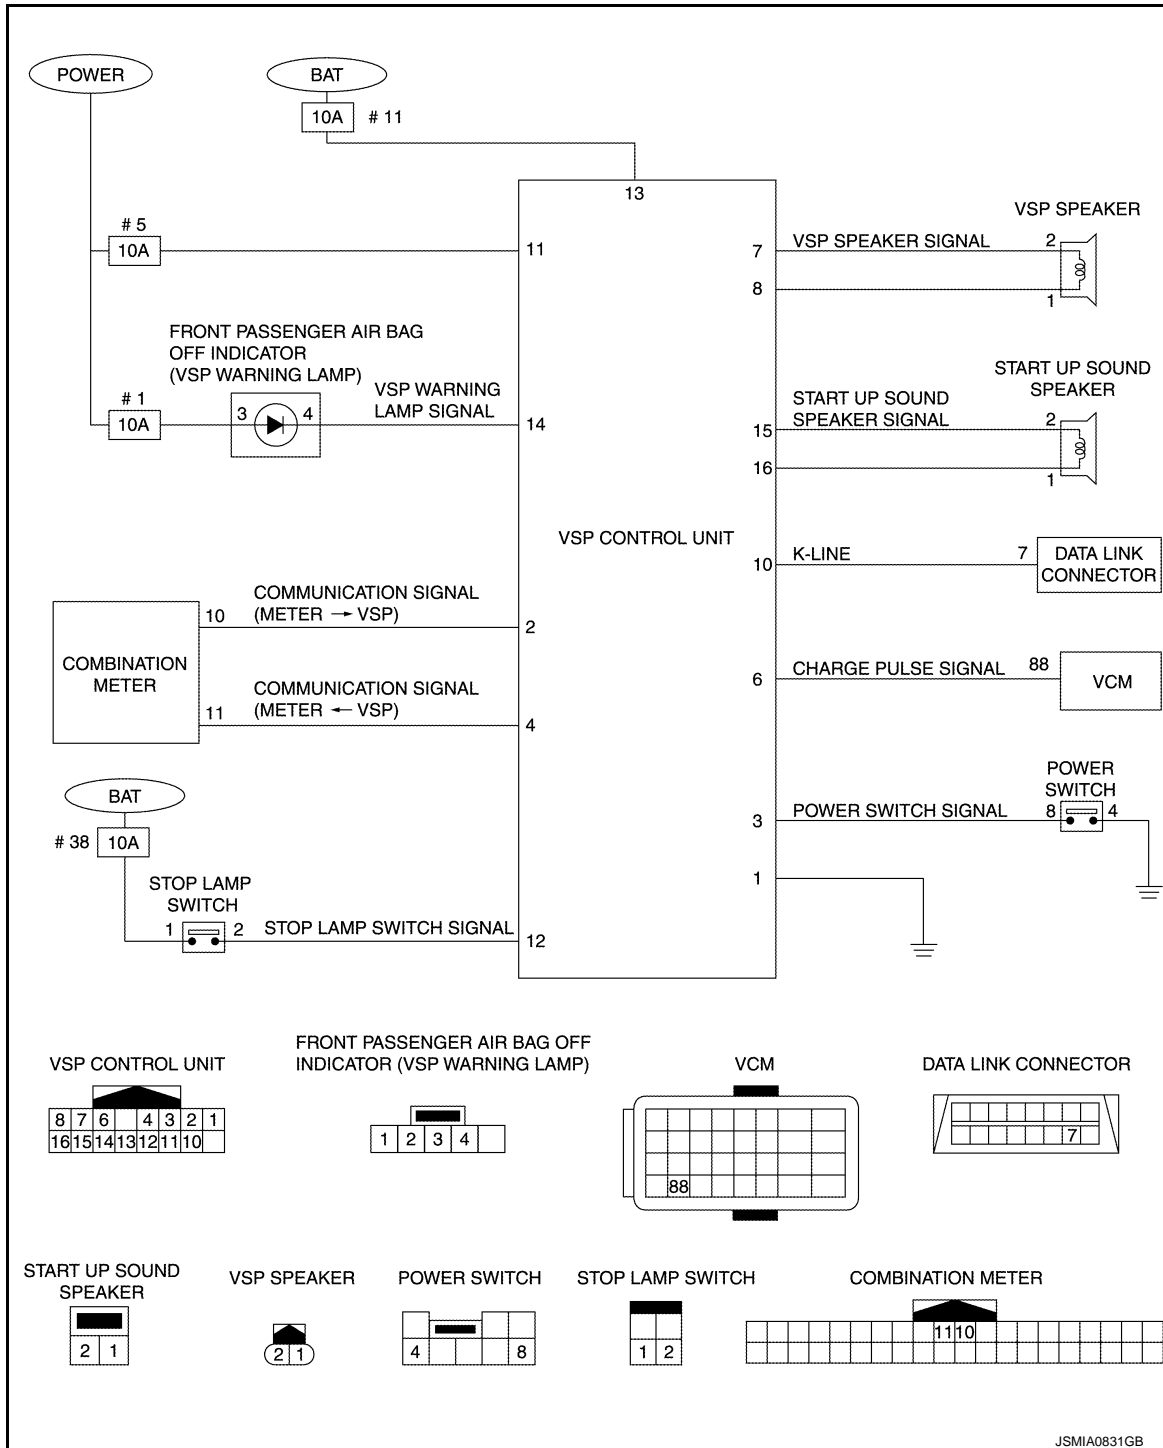 POWER
BAT
10A
# 11
13
# 5
10A
11
FRONT PASSENGER AIR BAG
OFF INDICATOR
(VSP WARNING LAMP)
# 1
10A
3
4
VSP WARNING
LAMP SIGNAL
14
VSP SPEAKER
7
VSP SPEAKER SIGNAL
2
8
1
START UP SOUND
SPEAKER
START UP SOUND
SPEAKER SIGNAL
15
2
16
1
VSP CONTROL UNIT
10
K-LINE
7
DATA LINK
CONNECTOR
COMBINATION
METER
10
COMMUNICATION SIGNAL
(METER → VSP)
2
11
COMMUNICATION SIGNAL
(METER ← VSP)
4
6
CHARGE PULSE SIGNAL
88
VCM
BAT
# 38
10A
STOP LAMP
SWITCH
1
2
STOP LAMP SWITCH SIGNAL
12
POWER
SWITCH
3
POWER SWITCH SIGNAL
8
4
1
VSP CONTROL UNIT
8 7 6 4 3 2 1
16 15 14 13 12 11 10
FRONT PASSENGER AIR BAG OFF
INDICATOR (VSP WARNING LAMP)
1 2 3 4
VCM
88
DATA LINK CONNECTOR
7
START UP SOUND
SPEAKER
2 1
VSP SPEAKER
2 1
POWER SWITCH
4 8
STOP LAMP SWITCH
1 2
COMBINATION METER
11 10
JSMIA0831GB